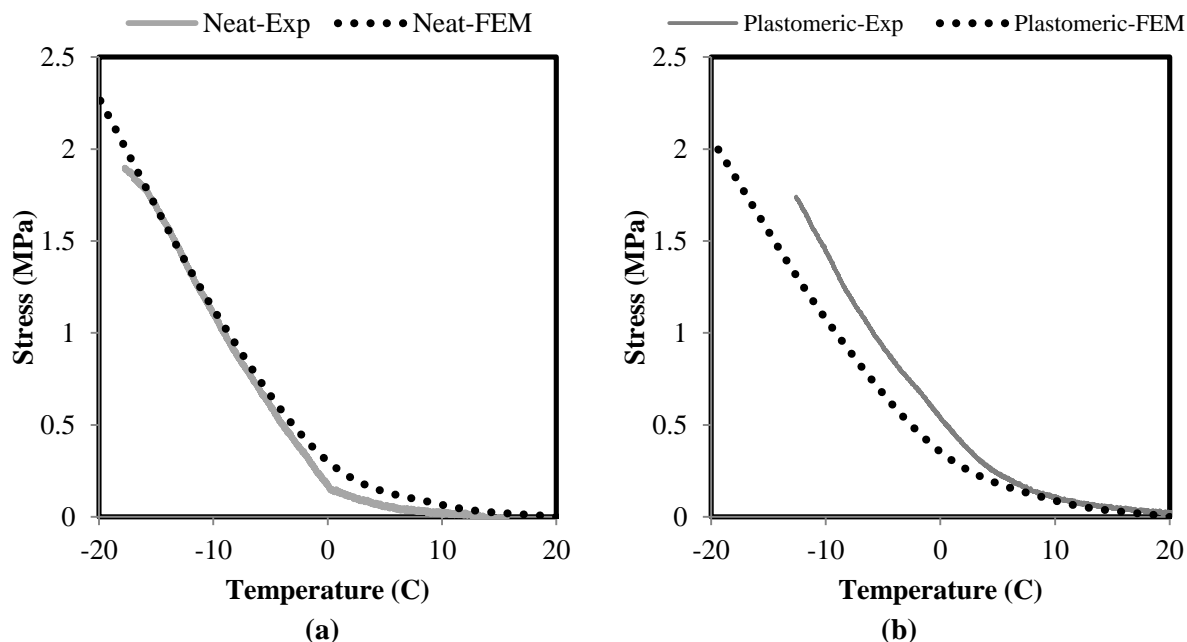 Neat-Exp Neat-FEM
2.5
2
1.5
1
0.5
0
-20 -10 0 10 20
Stress (MPa)
Temperature (C)
(a)
Plastomeric-Exp Plastomeric-FEM
2.5
2
1.5
1
0.5
0
-20 -10 0 10 20
Stress (MPa)
Temperature (C)
(b)